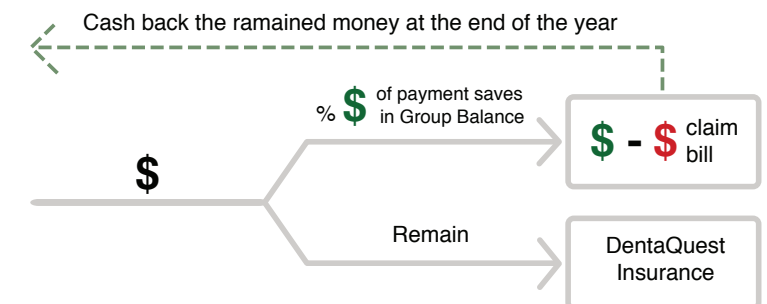 Cash back the ramained money at the end of the year
% $ of payment saves
in Group Balance
$
$ - $ claim
bill
Remain
DentaQuest
Insurance